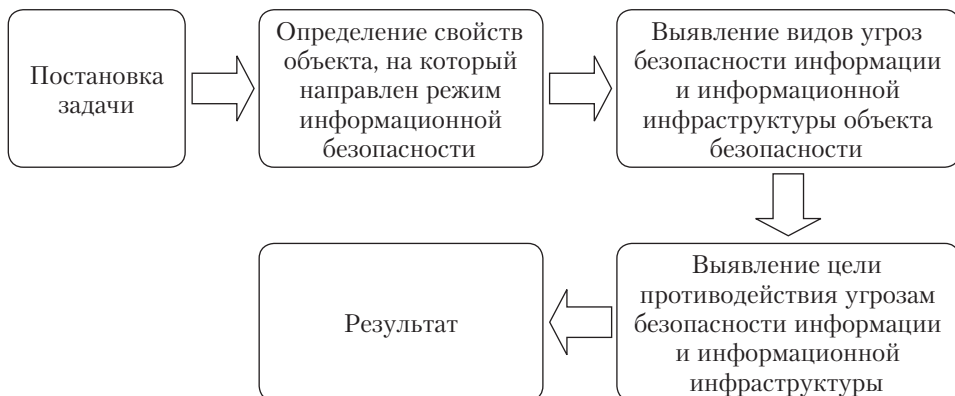 Постановка
задачи
Определение свойств
объекта, на который
направлен режим
информационной
безопасности
Выявление видов угроз
безопасности информации
и информационной
инфраструктуры объекта
безопасности
Выявление цели
противодействия угрозам
безопасности информации
и информационной
инфраструктуры
Результат